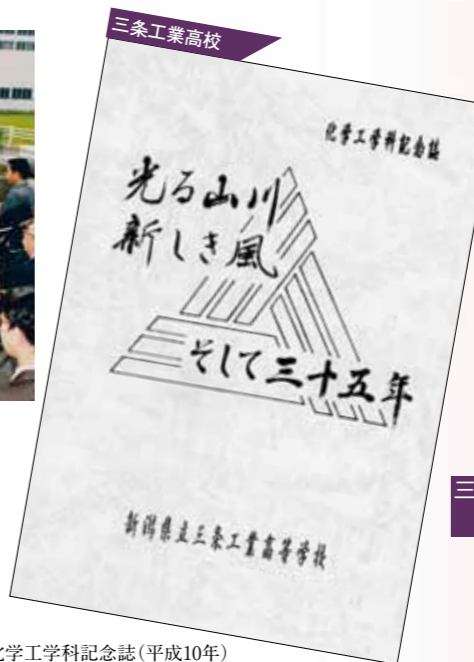 三条工業高校
化学工学科記念誌
光る山川
新しき風
そして三十五年
新潟県立三条工業高等学校
三
化学工学科記念誌(平成10年)